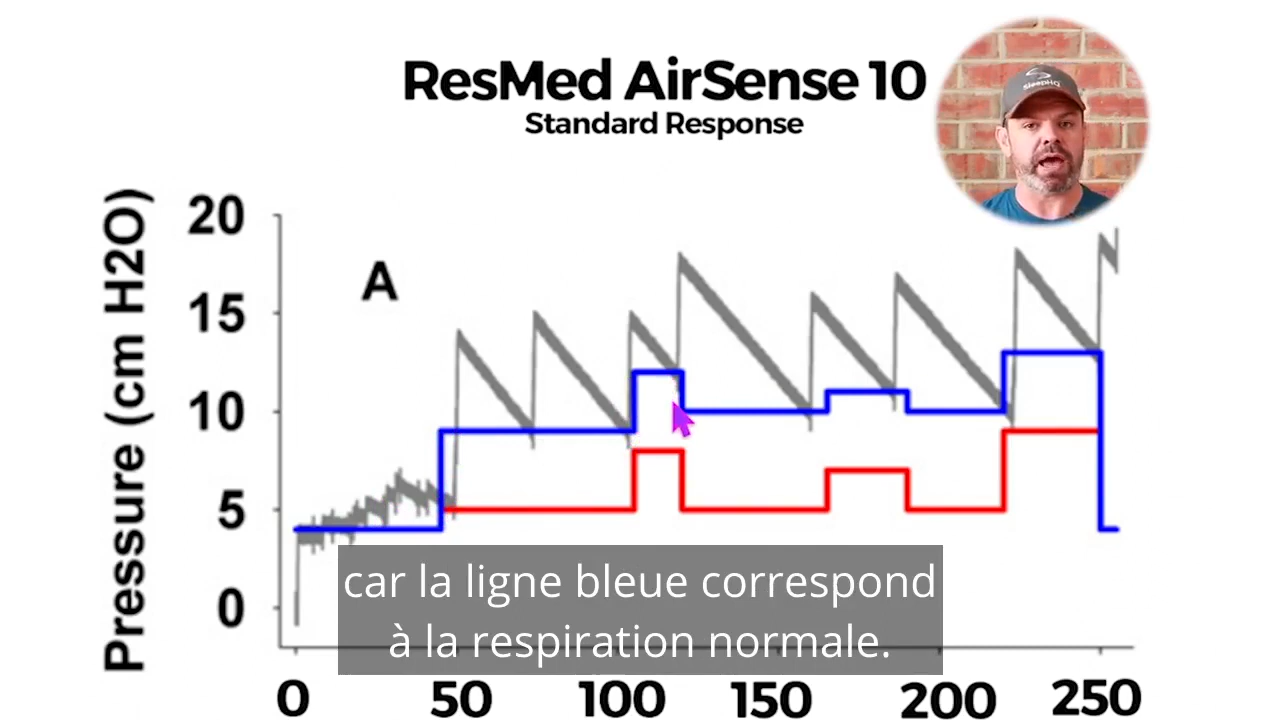 ResMed AirSense 10
Standard Response
SleepHQ
Pressure (cm H2O)
20
15
10
5
0
A
car la ligne bleue correspond
à la respiration normale.
0 50 100 150 200 250